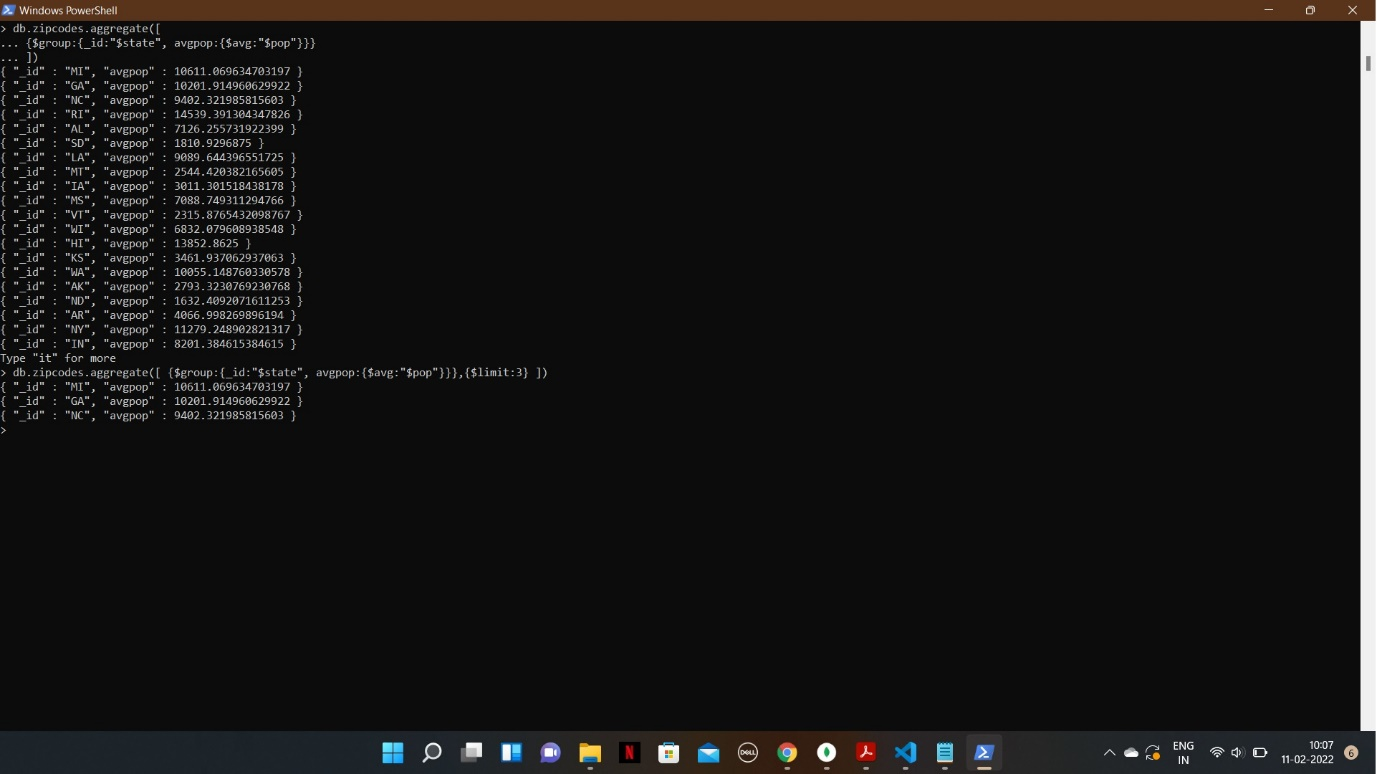 Windows PowerShell
> db.zipcodes.aggregate([
... {$group:{_id:"$state", avgpop:{$avg:"$pop"}}}
... ])
{ "_id" : "MI", "avgpop" : 10611.069634703197 }
{ "_id" : "GA", "avgpop" : 10201.914960629922 }
{ "_id" : "NC", "avgpop" : 9402.321985815603 }
{ "_id" : "RI", "avgpop" : 14539.391304347826 }
{ "_id" : "AL", "avgpop" : 7126.255731922399 }
{ "_id" : "SD", "avgpop" : 1810.9296875 }
{ "_id" : "LA", "avgpop" : 9089.644396551725 }
{ "_id" : "MT", "avgpop" : 2544.420382165605 }
{ "_id" : "IA", "avgpop" : 3011.301518438178 }
{ "_id" : "MS", "avgpop" : 7088.749311294766 }
{ "_id" : "VT", "avgpop" : 2315.8765432098767 }
{ "_id" : "WI", "avgpop" : 6832.079608938548 }
{ "_id" : "HI", "avgpop" : 13852.8625 }
{ "_id" : "KS", "avgpop" : 3461.937062937063 }
{ "_id" : "WA", "avgpop" : 10055.148760330578 }
{ "_id" : "AK", "avgpop" : 2793.3230769230768 }
{ "_id" : "ND", "avgpop" : 1632.4092071611253 }
{ "_id" : "AR", "avgpop" : 4066.998269896194 }
{ "_id" : "NY", "avgpop" : 11279.248902821317 }
{ "_id" : "IN", "avgpop" : 8201.384615384615 }
Type "it" for more
> db.zipcodes.aggregate([ {$group:{_id:"$state", avgpop:{$avg:"$pop"}}},{$limit:3} ])
{ "_id" : "MI", "avgpop" : 10611.069634703197 }
{ "_id" : "GA", "avgpop" : 10201.914960629922 }
{ "_id" : "NC", "avgpop" : 9402.321985815603 }
>
N
DELL
ENG
IN
10:07
11-02-2022
6